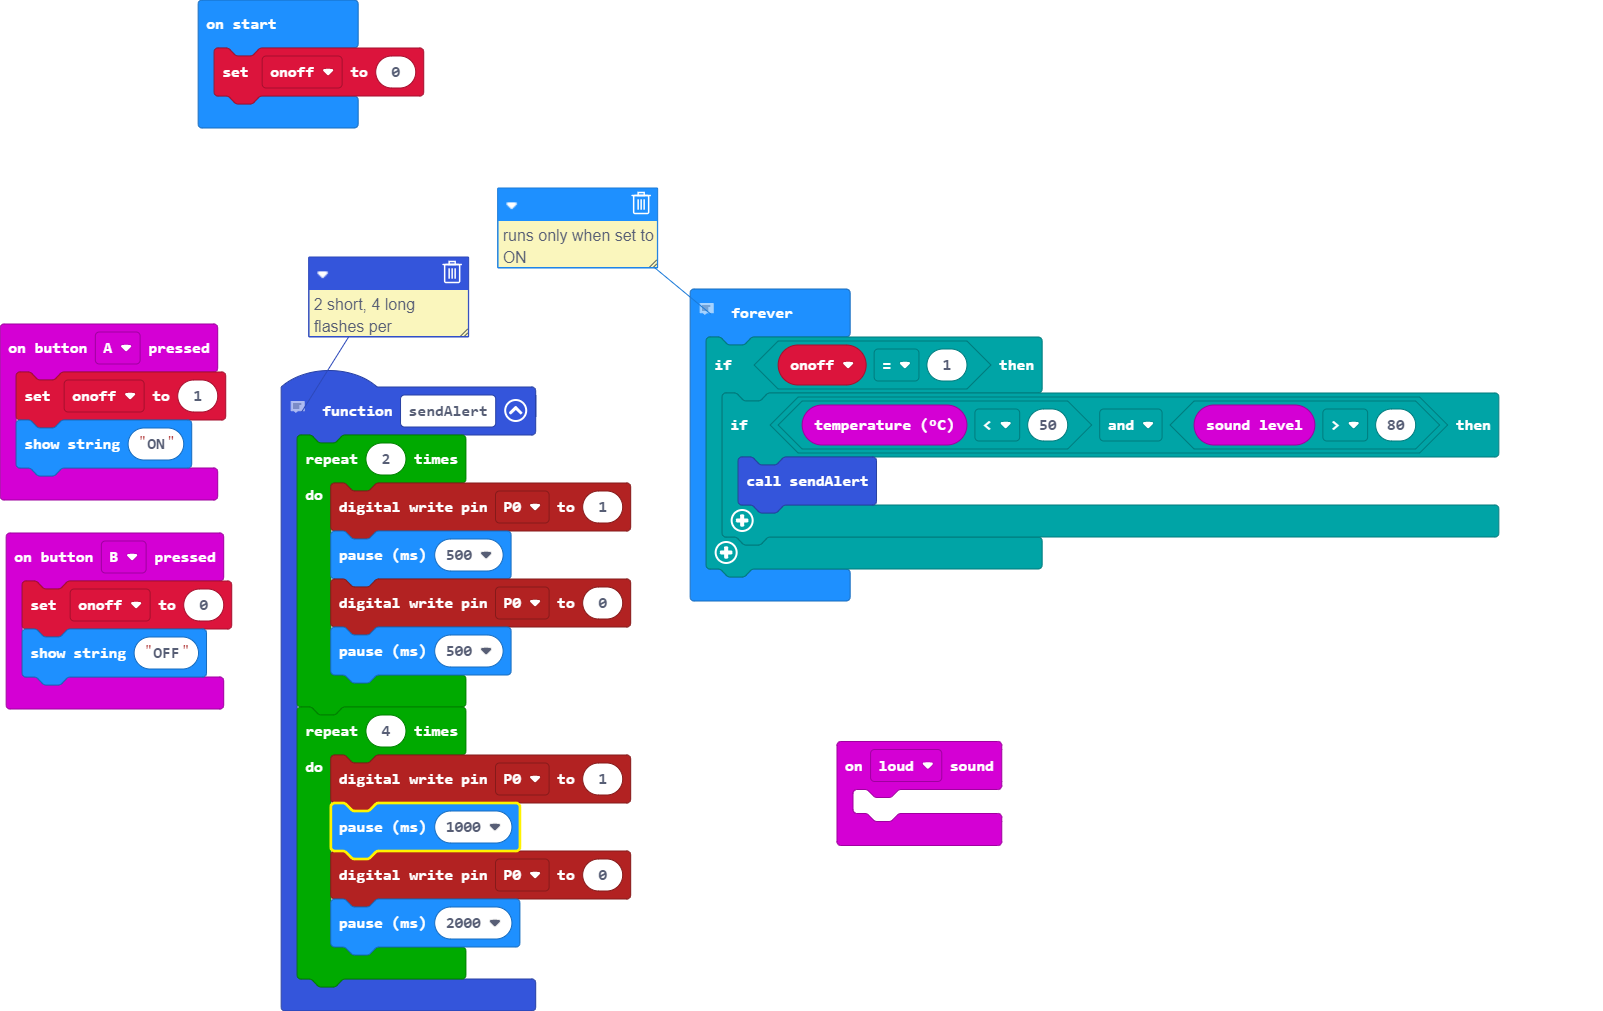 on start
set onoff to 0
runs only when set to
ON
2 short, 4 long
flashes per
on button A pressed
set onoff to 1
show string "ON"
on button B pressed
set onoff to 0
show string "OFF"
function sendAlert
repeat 2 times
do
digital write pin P0 to 1
pause (ms) 500
digital write pin P0 to 0
pause (ms) 500
repeat 4 times
do
digital write pin P0 to 1
pause (ms) 1000
digital write pin P0 to 0
pause (ms) 2000
forever
if onoff = 1 then
if temperature (ºC) < 50 and sound level > 80 then
call sendAlert
on loud sound